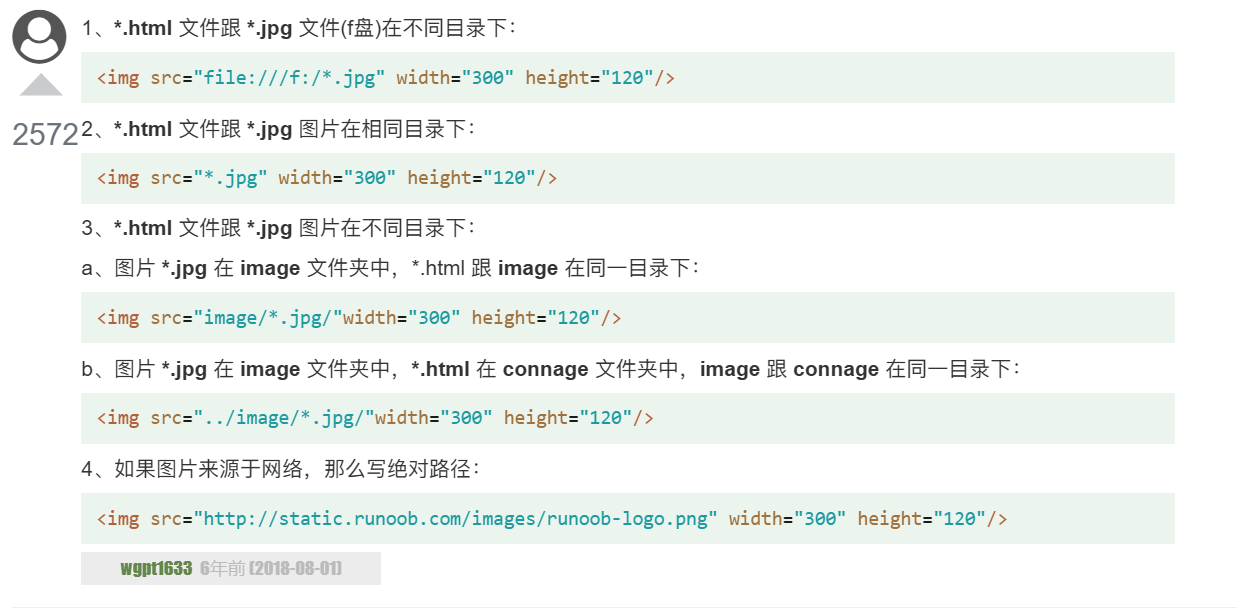 1、*.html 文件跟 *.jpg 文件(f盘)在不同目录下：
<img src="file:///f:/*.jpg" width="300" height="120"/>
2572
2、*.html 文件跟 *.jpg 图片在相同目录下：
<img src="*.jpg" width="300" height="120"/>
3、*.html 文件跟 *.jpg 图片在不同目录下：
a、图片 *.jpg 在 image 文件夹中，*.html 跟 image 在同一目录下：
<img src="image/*.jpg/"width="300" height="120"/>
b、图片 *.jpg 在 image 文件夹中，*.html 在 connage 文件夹中，image 跟 connage 在同一目录下：
<img src="../image/*.jpg/"width="300" height="120"/>
4、如果图片来源于网络，那么写绝对路径：
<img src="http://static.runoob.com/images/runoob-logo.png" width="300" height="120"/>
wgpt1633 6年前 (2018-08-01)